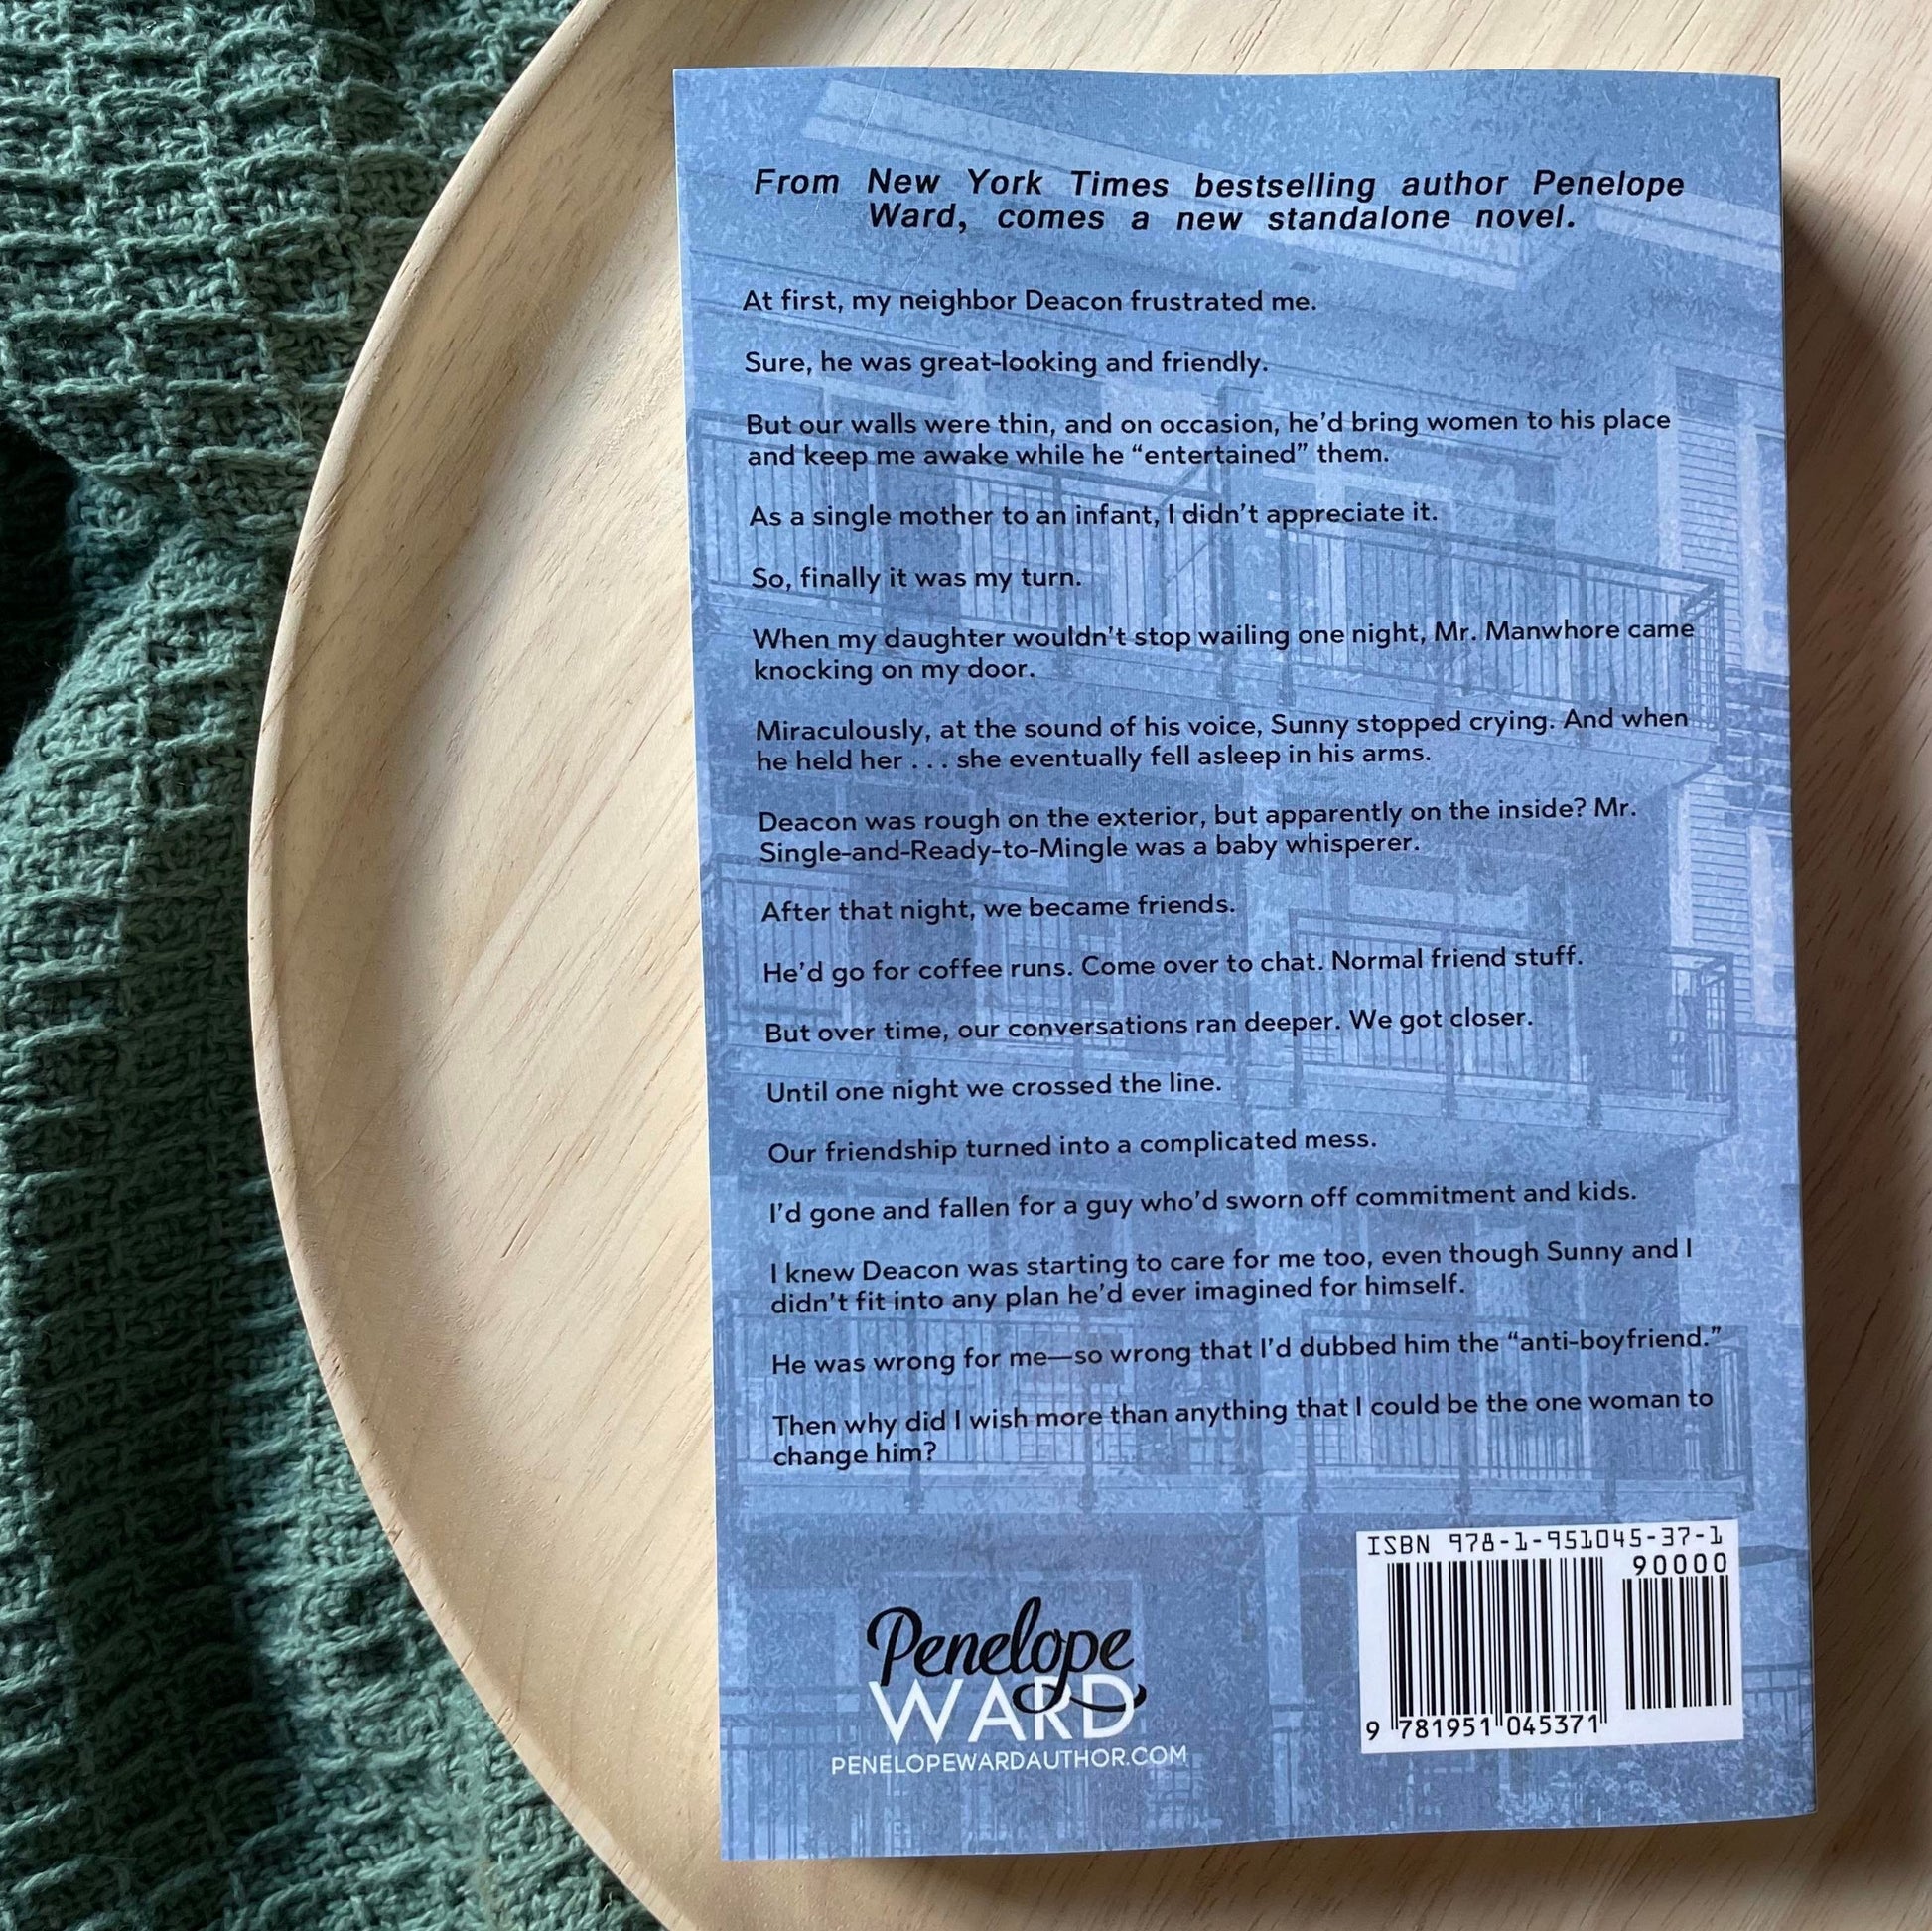 From New York Times bestselling author Penelope
Ward, comes a new standalone novel.
At first, my neighbor Deacon frustrated me.
Sure, he was great-looking and friendly.
But our walls were thin, and on occasion, he’d bring women to his place
and keep me awake while he “entertained” them.
As a single mother to an infant, I didn’t appreciate it.
So, finally it was my turn.
When my daughter wouldn’t stop wailing one night, Mr. Manwhore came
knocking on my door.
Miraculously, at the sound of his voice, Sunny stopped crying. And when
he held her . . . she eventually fell asleep in his arms.
Deacon was rough on the exterior, but apparently on the inside? Mr.
Single-and-Ready-to-Mingle was a baby whisperer.
After that night, we became friends.
He’d go for coffee runs. Come over to chat. Normal friend stuff.
But over time, our conversations ran deeper. We got closer.
Until one night we crossed the line.
Our friendship turned into a complicated mess.
I’d gone and fallen for a guy who’d sworn off commitment and kids.
I knew Deacon was starting to care for me too, even though Sunny and I
didn’t fit into any plan he’d ever imagined for himself.
He was wrong for me—so wrong that I’d dubbed him the “anti-boyfriend.”
Then why did I wish more than anything that I could be the one woman to
change him?
Penelope
WARD
PENELOPEWARDAUTHOR.COM
ISBN 978-1-951045-37-1
90000
9 781951 045371